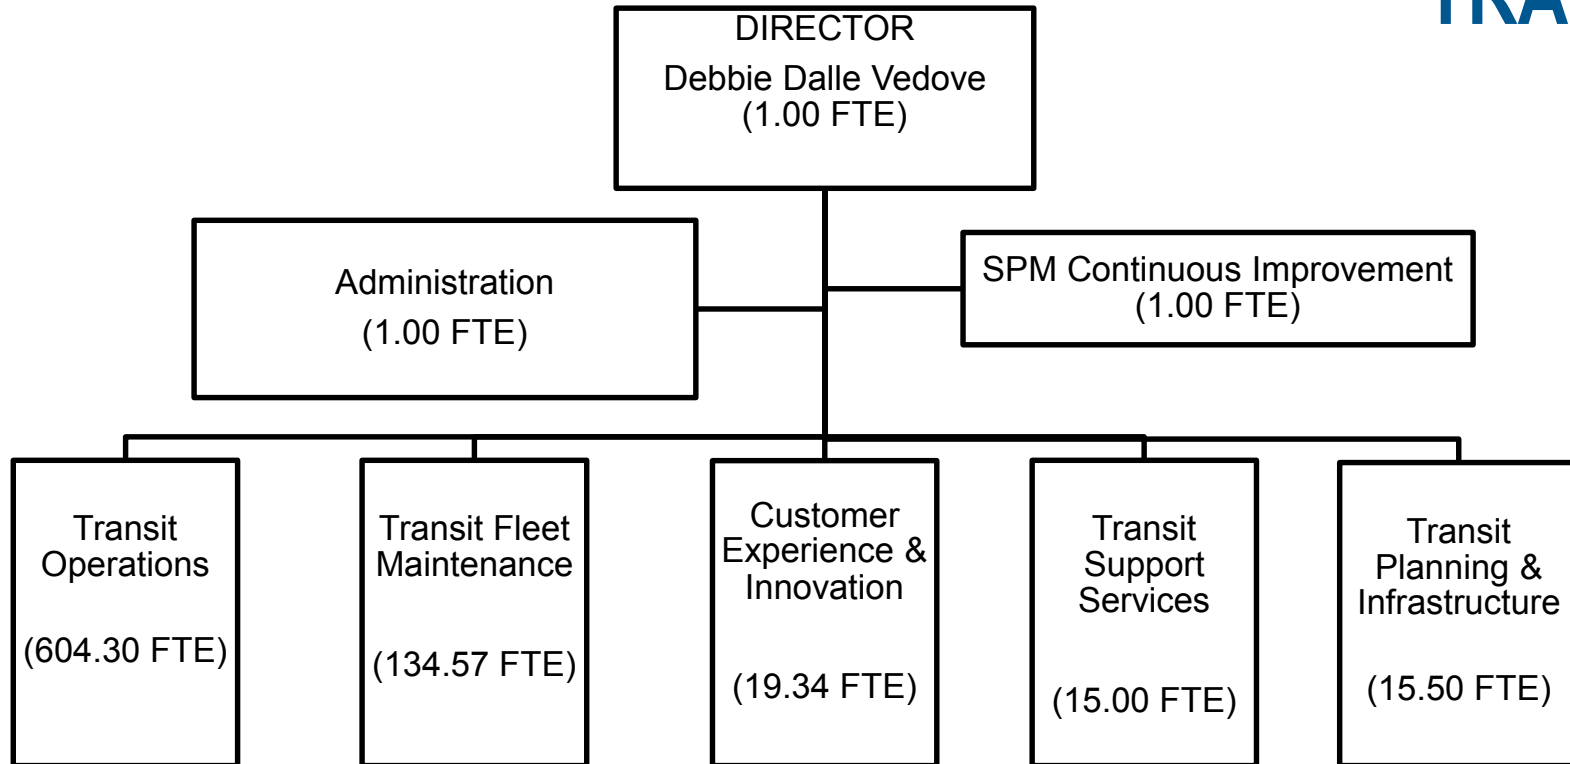 TRA
DIRECTOR
Debbie Dalle Vedove
(1.00 FTE)
Administration
(1.00 FTE)
SPM Continuous Improvement
(1.00 FTE)
Transit
Operations
(604.30 FTE)
Transit Fleet
Maintenance
(134.57 FTE)
Customer
Experience &
Innovation
(19.34 FTE)
Transit
Support
Services
(15.00 FTE)
Transit
Planning &
Infrastructure
(15.50 FTE)